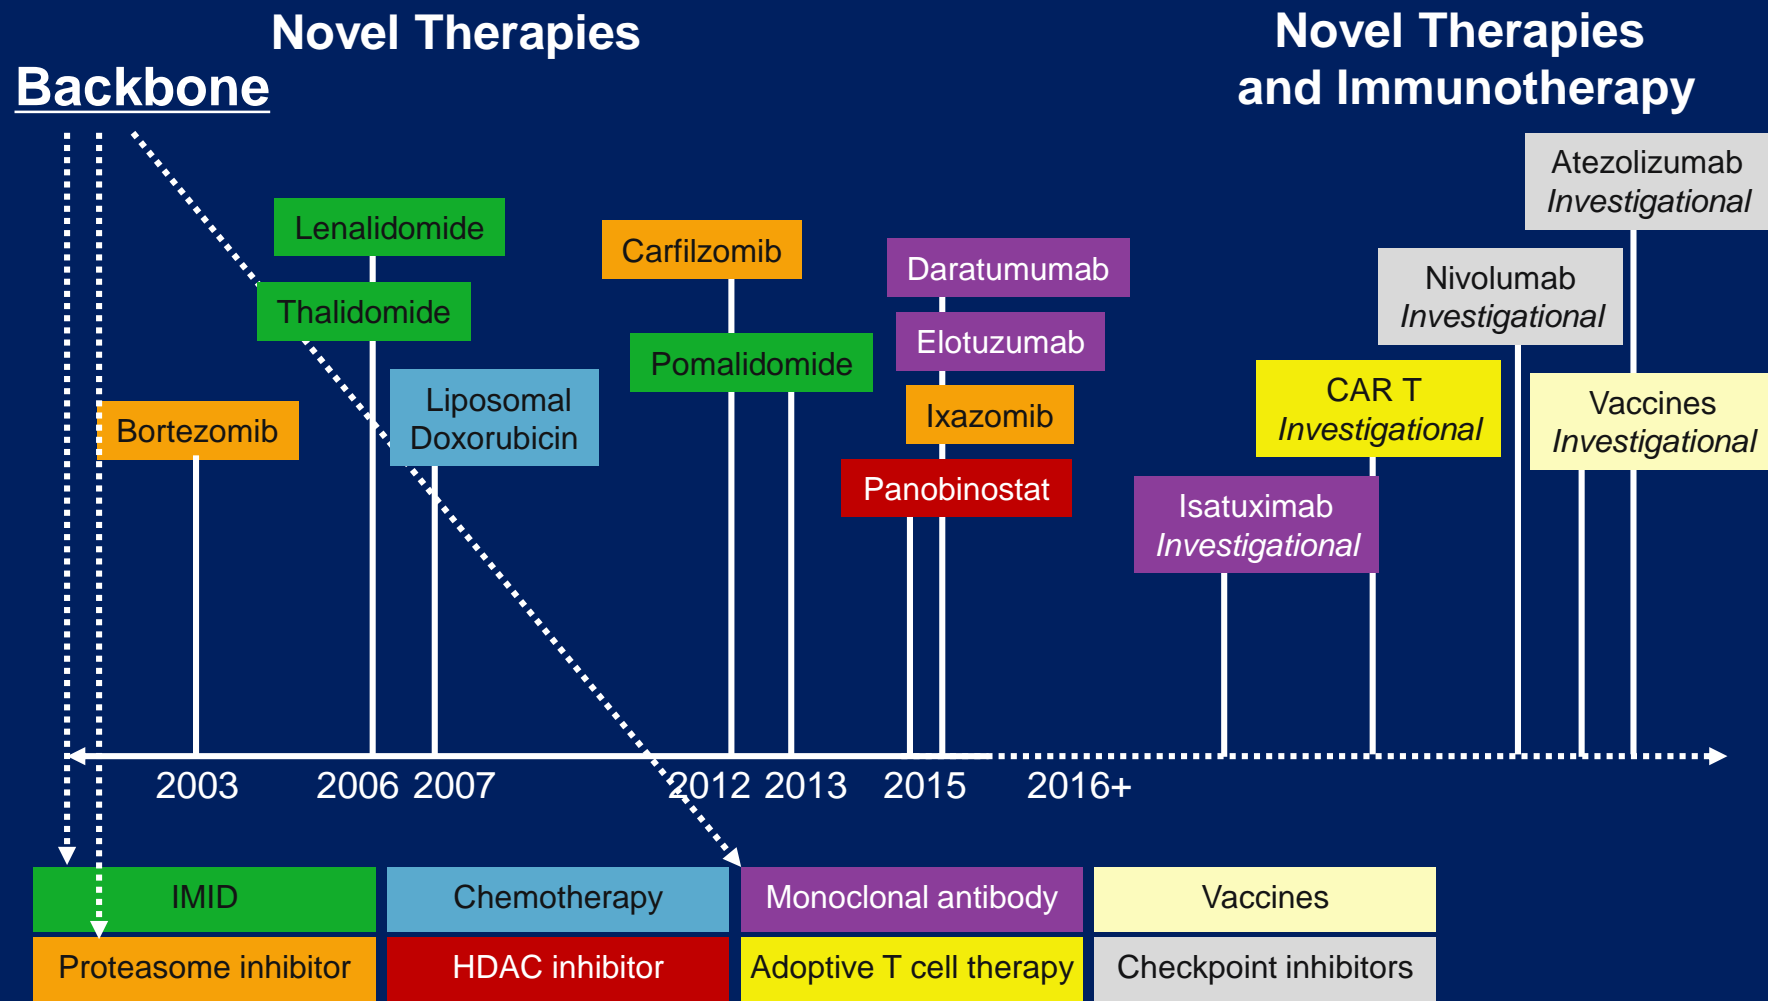 Novel Therapies
Backbone
Novel Therapies
and Immunotherapy
Atezolizumab
Investigational
Lenalidomide
Carfilzomib
Daratumumab
Nivolumab
Investigational
Thalidomide
Elotuzumab
Pomalidomide
Liposomal
Doxorubicin
Ixazomib
CAR T
Investigational
Vaccines
Investigational
Bortezomib
Panobinostat
Isatuximab
Investigational
2003
2006
2007
2012
2013
2015
2016+
IMID
Chemotherapy
Monoclonal antibody
Vaccines
Proteasome inhibitor
HDAC inhibitor
Adoptive T cell therapy
Checkpoint inhibitors